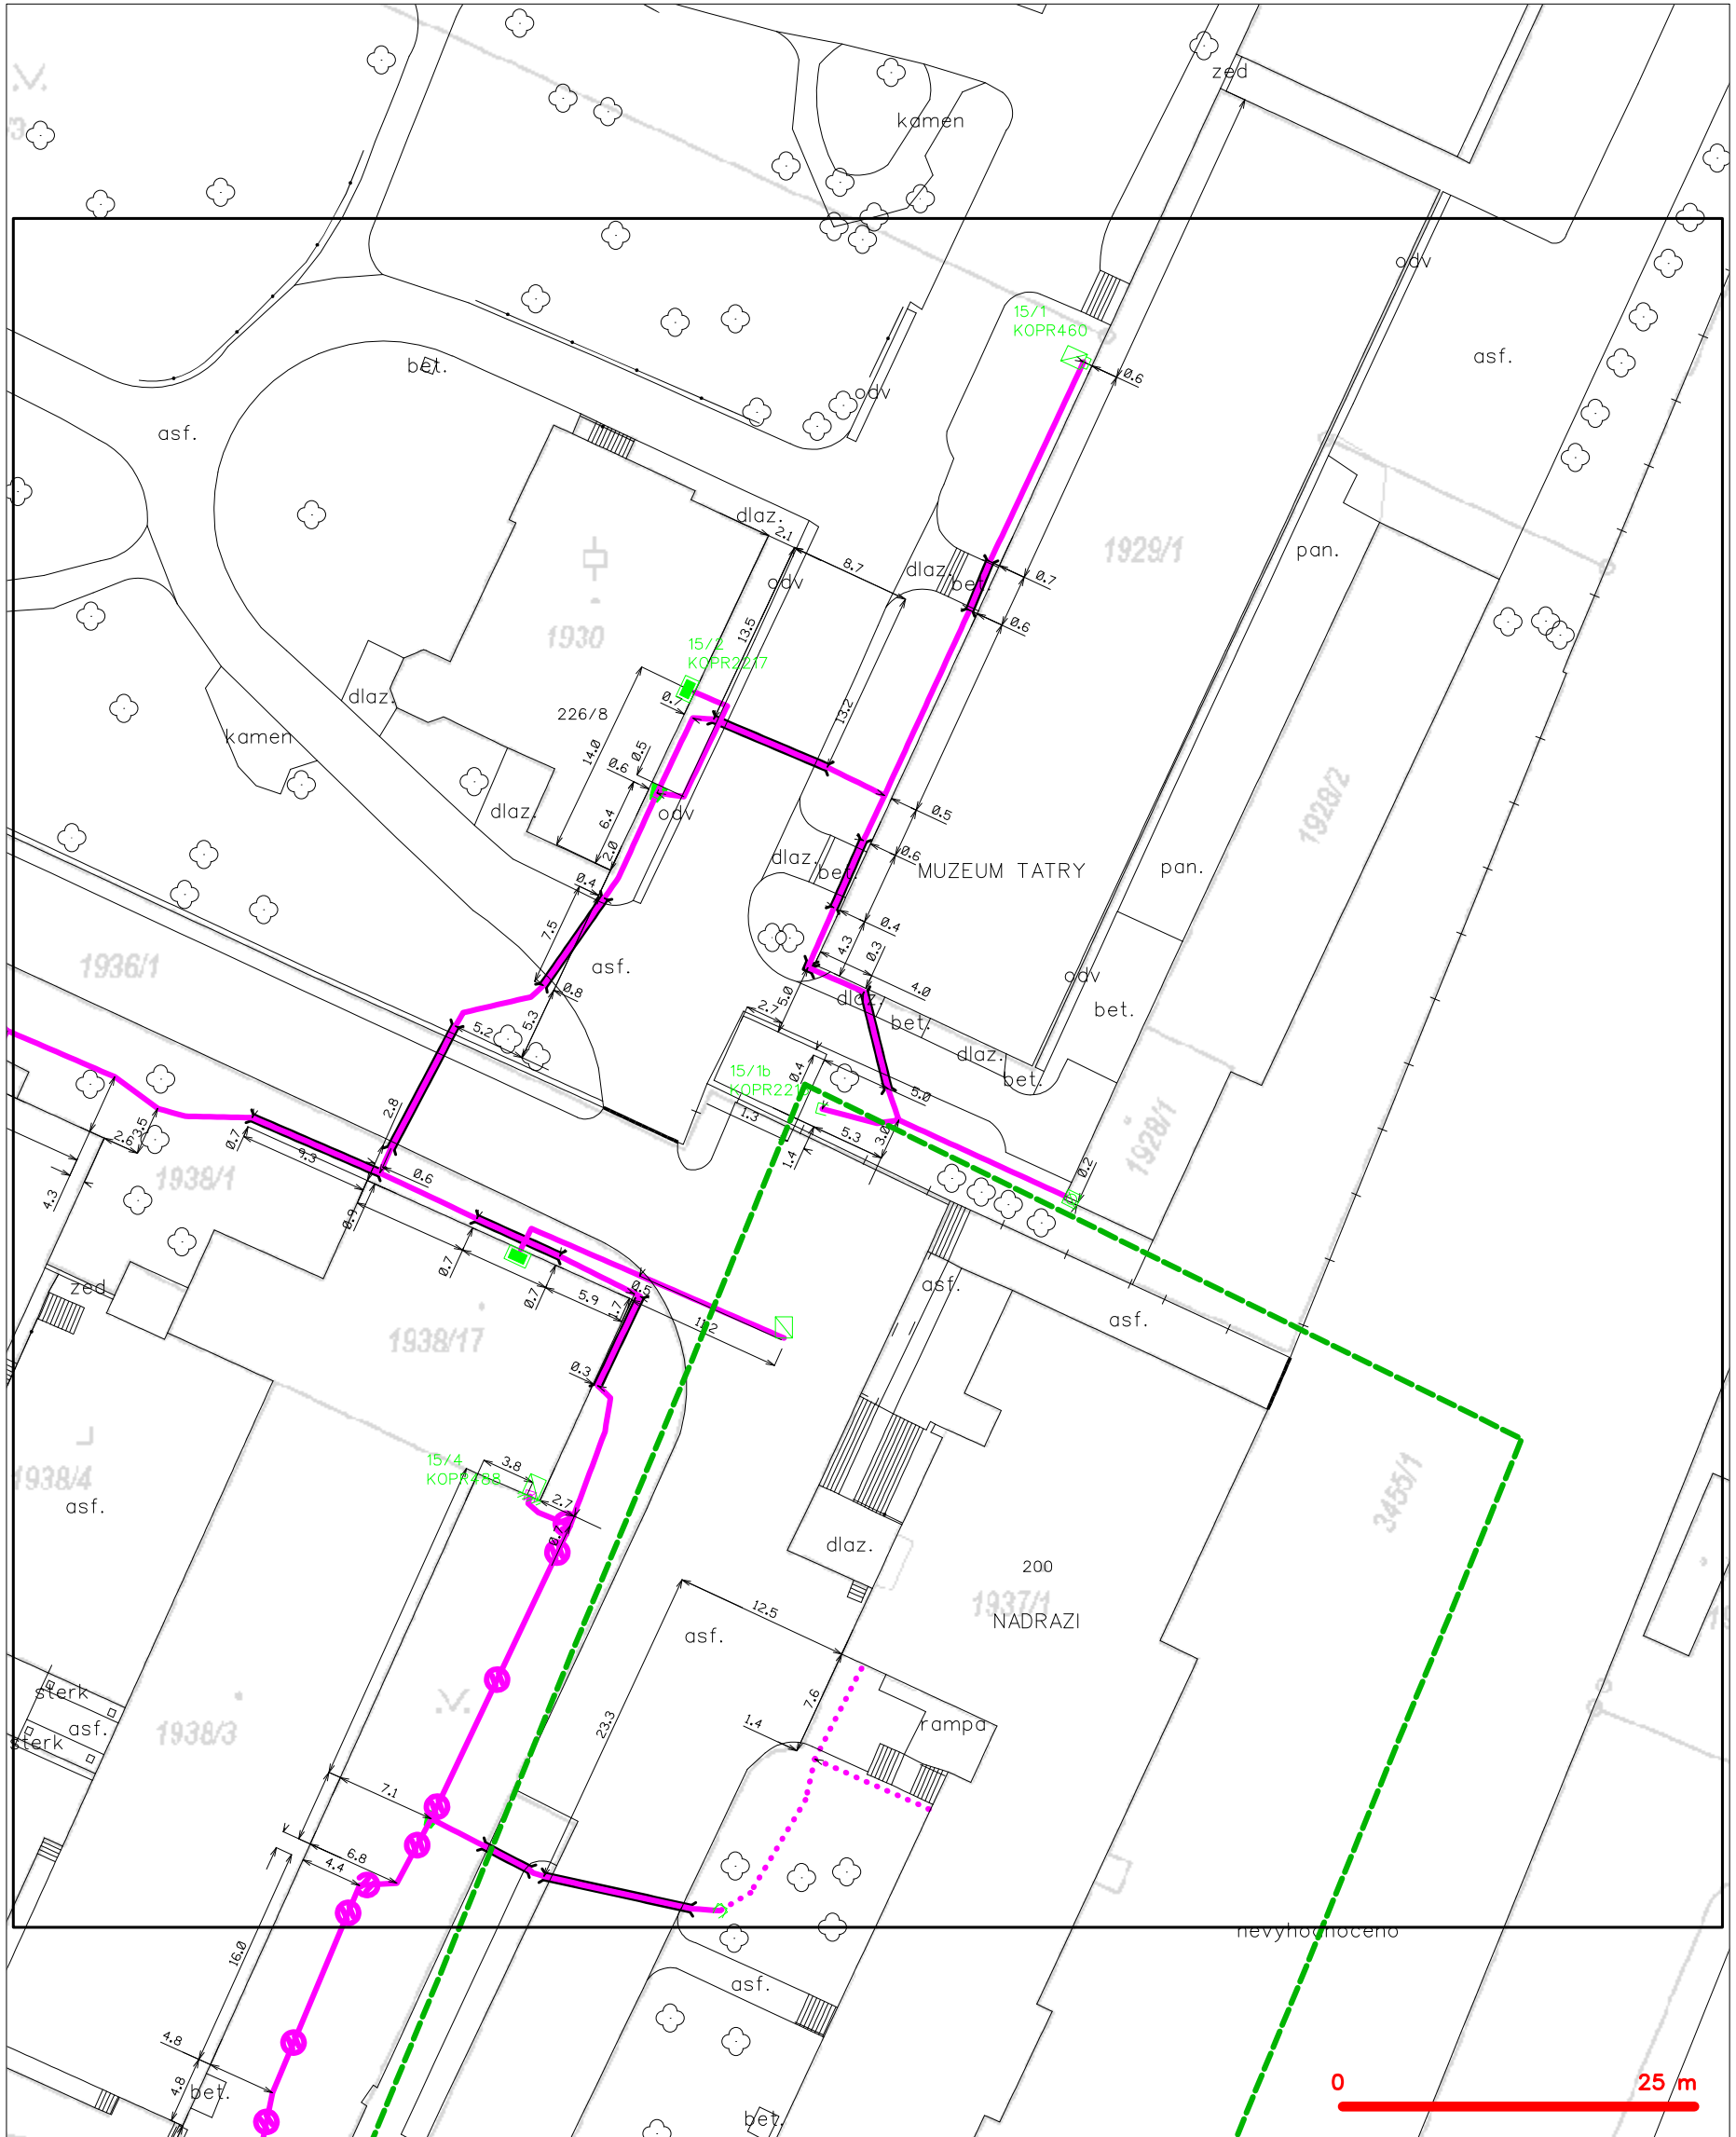 zed
kamen
odv
15/1
KOPR460
asf.
bet.
0.6
odv
asf.
dlaz.
2.1
8.7
odv
dlaz.
bet.
0.7
1929/1
pan.
13.5
0.6
1930
15/2
KOPR2217
dlaz.
0.7
226/8
13.2
kamen
14.0
0.5
0.6
odv
0.5
1928/2
dlaz.
6.4
2.0
dlaz.
bet.
0.6
MUZEUM TATRY
pan.
0.4
0.4
7.5
4.3
0.3
1936/1
asf.
odv
4.0
0.8
dlaz.
bet.
bet.
2.7
5.0
5.2
5.3
dlaz.
bet.
15/1b
0.4
5.0
1.3
5.3
3.0
1.4
1928/1
0.2
2.8
3.5
2.6
0.7
9.3
0.6
1938/1
4.3
0.9
0.7
0.7
5.9
0.5
1.7
11.2
zed
asf.
asf.
1938/17
0.3
15/4
KOPR488
3.8
2.7
1938/4
asf.
3455/1
dlaz.
200
1937/1
NADRAZI
12.5
asf.
7.6
1.4
rampa
23.3
sterk
asf.
sterk
1938/3
7.1
6.8
4.4
16.0
nevyhodnoceno
asf.
4.8
4.8
bet.
bet.
0
25 m